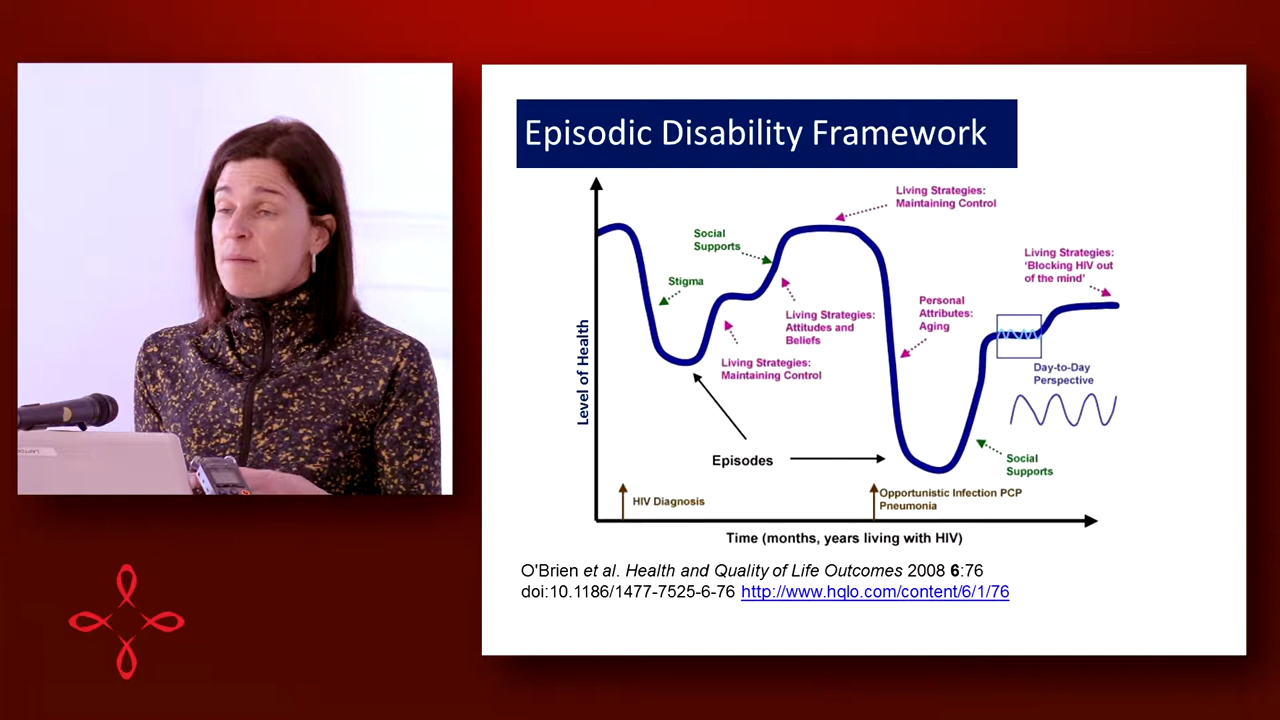 Episodic Disability Framework
Living Strategies:
Maintaining Control
Social
Supports
Living Strategies:
‘Blocking HIV out
of the mind’
Stigma
Personal
Attributes:
Aging
Living Strategies:
Attitudes and
Beliefs
Living Strategies:
Maintaining Control
Day-to-Day
Perspective
Level of Health
Episodes
Social
Supports
HIV Diagnosis
Opportunistic Infection PCP
Pneumonia
Time (months, years living with HIV)
O'Brien et al. Health and Quality of Life Outcomes 2008 6:76
doi:10.1186/1477-7525-6-76 http://www.hqlo.com/content/6/1/76